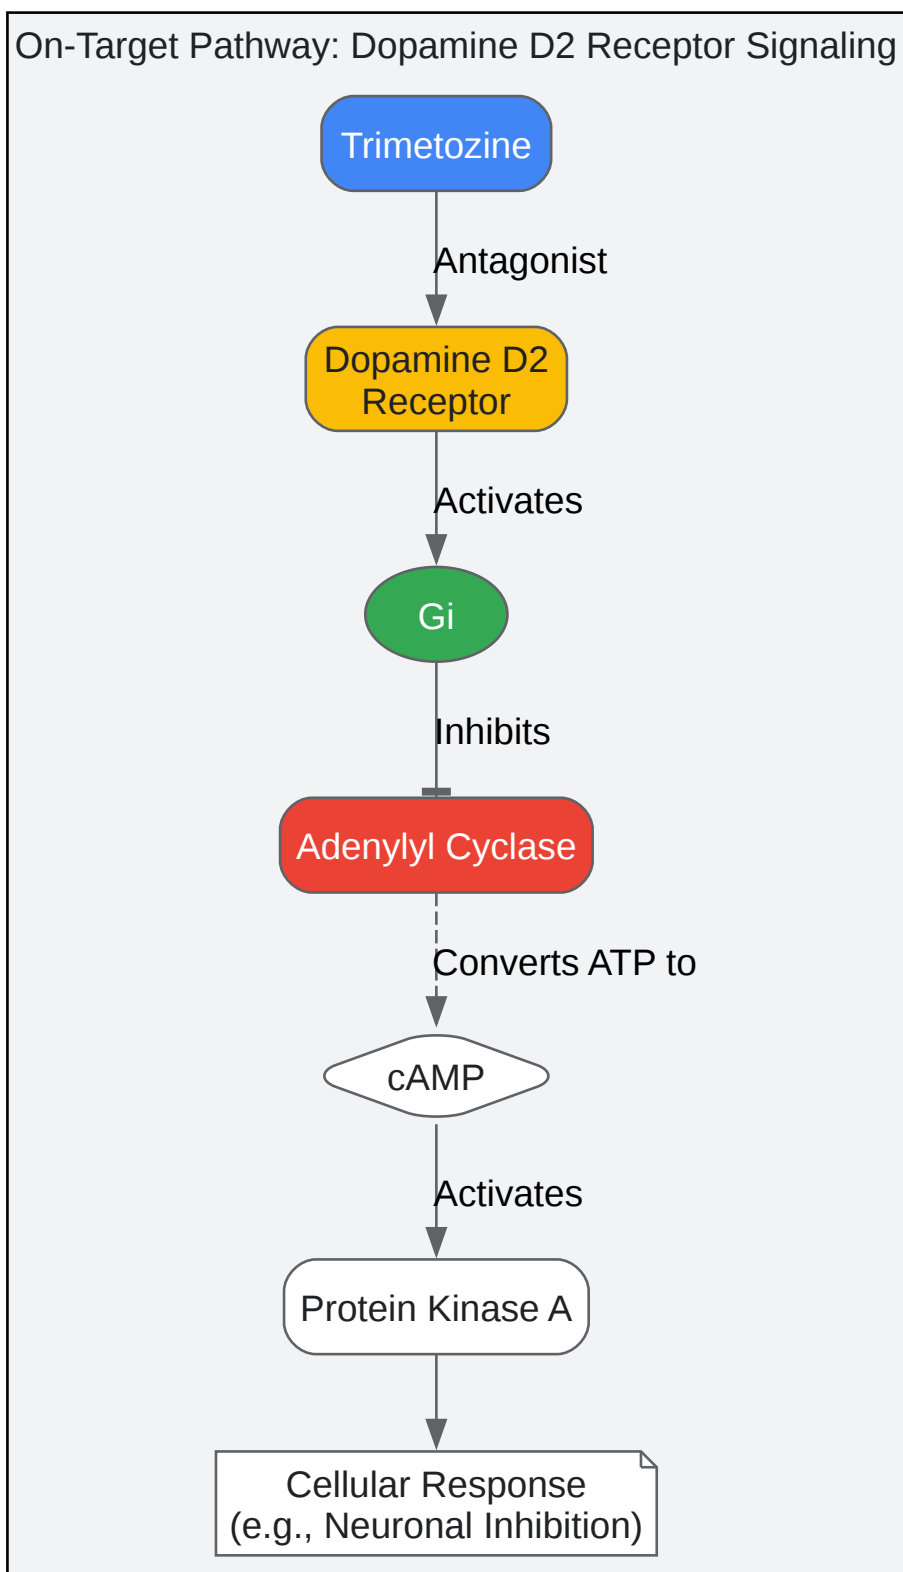 On-Target Pathway: Dopamine D2 Receptor Signaling
Trimetozine
Antagonist
Dopamine D2
Receptor
Activates
Gi
Inhibits
Adenylyl Cyclase
Converts ATP to
cAMP
Activates
Protein Kinase A
Cellular Response
(e.g., Neuronal Inhibition)